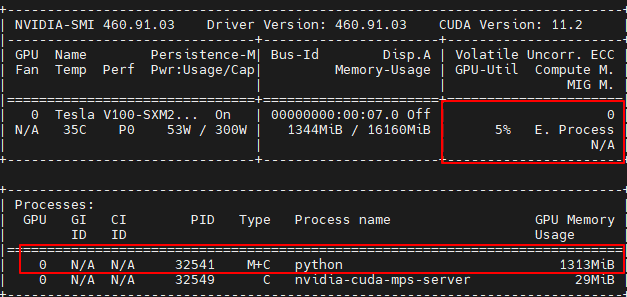 NVIDIA-SMI 460.91.03 Driver Version: 460.91.03 CUDA Version: 11.2
GPU Name Persistence-M| Bus-Id Disp.A | Volatile Uncorr. ECC
Fan Temp Perf Pwr:Usage/Cap| Memory-Usage | GPU-Util Compute M.
MIG M.
0 Tesla V100-SXM2... On | 00000000:00:07.0 Off | 0
N/A 35C P0 53W / 300W | 1344MiB / 16160MiB | 5% E. Process
N/A
Processes:
GPU GI CI PID Type Process name GPU Memory
ID ID Usage
0 N/A N/A 32541 M+C python 1313MiB
0 N/A N/A 32549 C nvidia-cuda-mps-server 29MiB